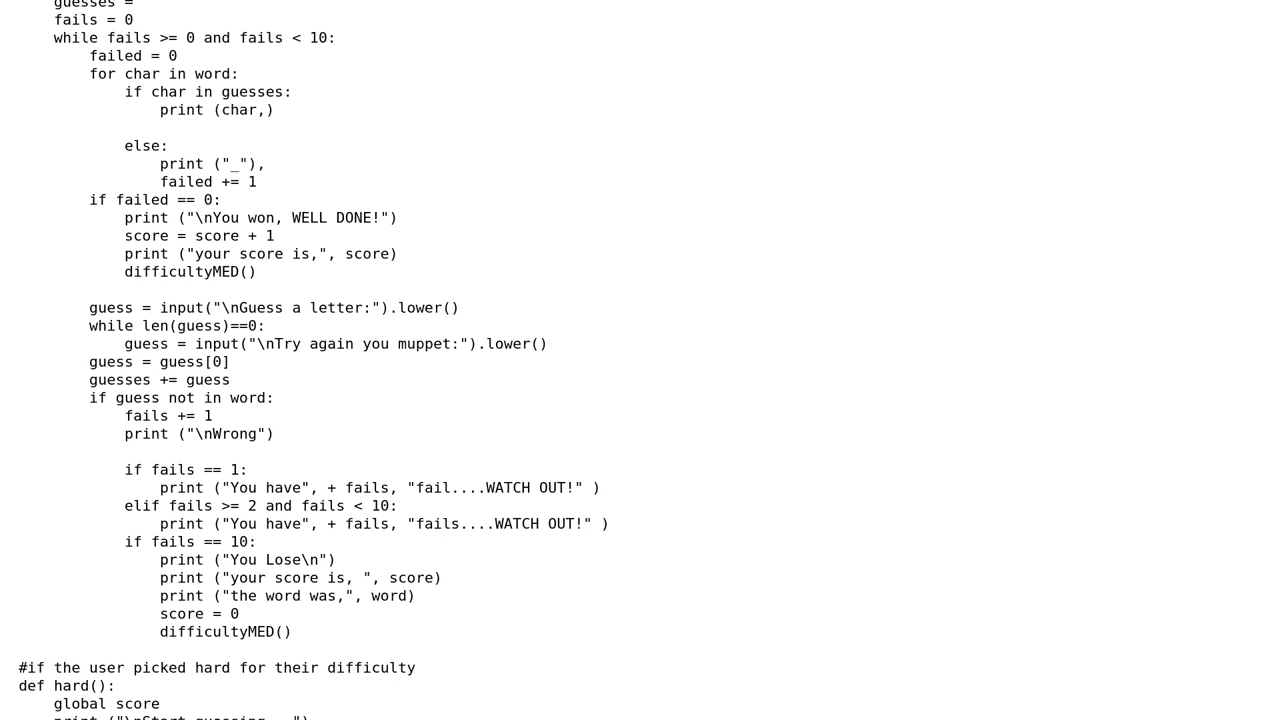 guesses =
    fails = 0
    while fails >= 0 and fails < 10:
        failed = 0
        for char in word:
            if char in guesses:
                print (char,)

            else:
                print ("_"),
                failed += 1
        if failed == 0:
            print ("\nYou won, WELL DONE!")
            score = score + 1
            print ("your score is,", score)
            difficultyMED()

        guess = input("\nGuess a letter:").lower()
        while len(guess)==0:
            guess = input("\nTry again you muppet:").lower()
        guess = guess[0]
        guesses += guess
        if guess not in word:
            fails += 1
            print ("\nWrong")

            if fails == 1:
                print ("You have", + fails, "fail....WATCH OUT!" )
            elif fails >= 2 and fails < 10:
                print ("You have", + fails, "fails....WATCH OUT!" )
            if fails == 10:
                print ("You Lose\n")
                print ("your score is, ", score)
                print ("the word was,", word)
                score = 0
                difficultyMED()

#if the user picked hard for their difficulty
def hard():
    global score
    print ("\nStart guessing...")